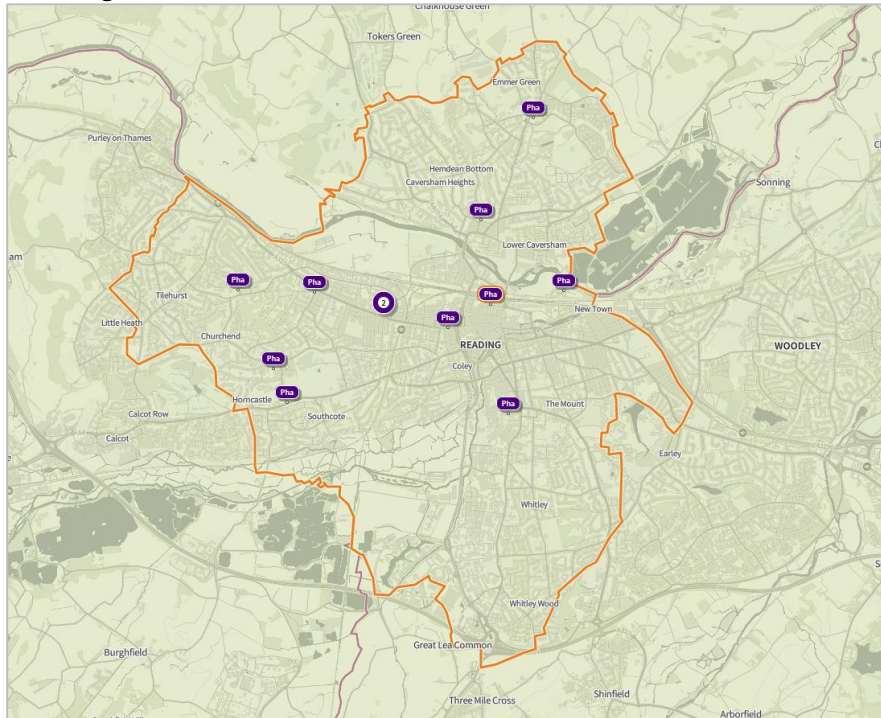 Chalkhouse Green
Tokers Green
Emmer Green
Pha
Purley on Thames
Hemdean Bottom
Caversham Heights
Sonning
Pha
Lower Caversham
Pha
Pha
Pha
Pha
Tilehurst
2
New Town
Little Heath
Pha
Churchend
READING
WOODLEY
Pha
Coley
Pha
Horncastle
Pha
The Mount
Calcot Row
Southcote
Calcot
Earley
Whitley
Whitley Wood
Great Lea Common
Burghfield
Shinfield
Three Mile Cross
Arborfield